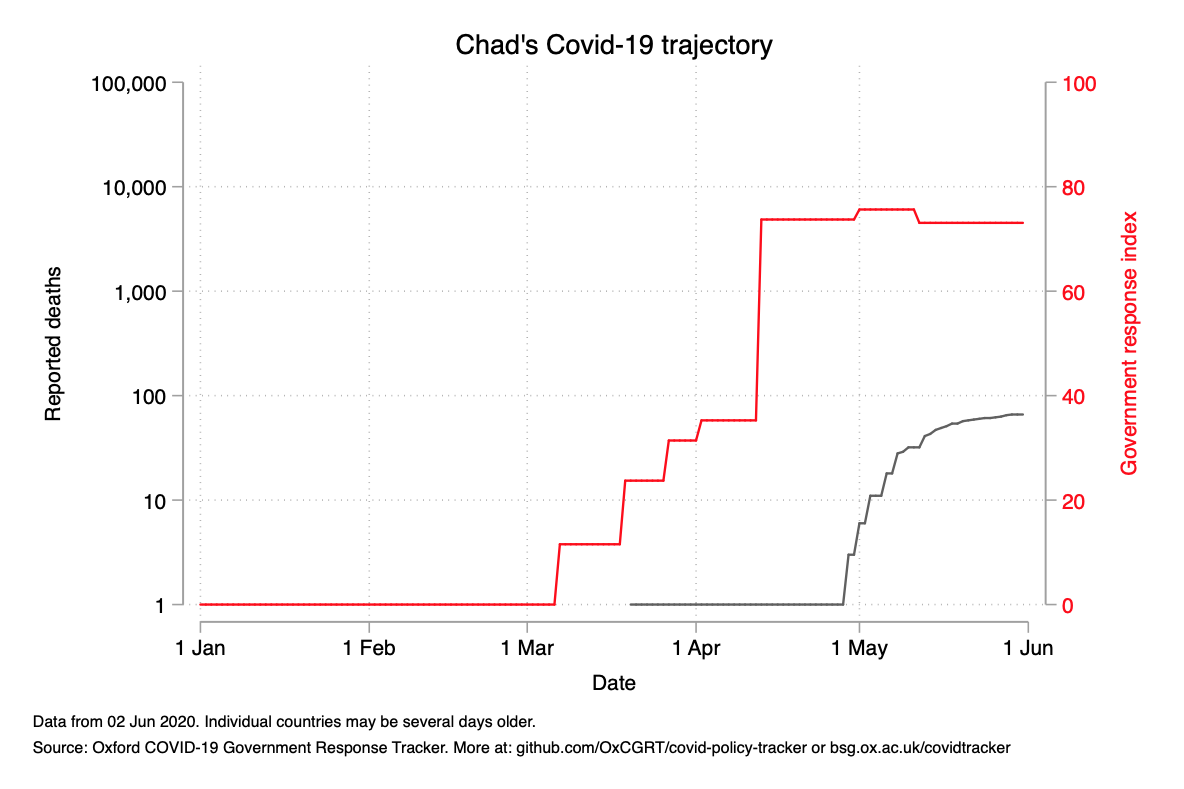 Chad's Covid-19 trajectory
100,000
10,000
1,000
100
10
1
Reported deaths
100
80
60
40
20
0
Government response index
1 Jan 1 Feb 1 Mar 1 Apr 1 May 1 Jun
Date
Data from 02 Jun 2020. Individual countries may be several days older.
Source: Oxford COVID-19 Government Response Tracker. More at: github.com/OxCGRT/covid-policy-tracker or bsg.ox.ac.uk/covidtracker